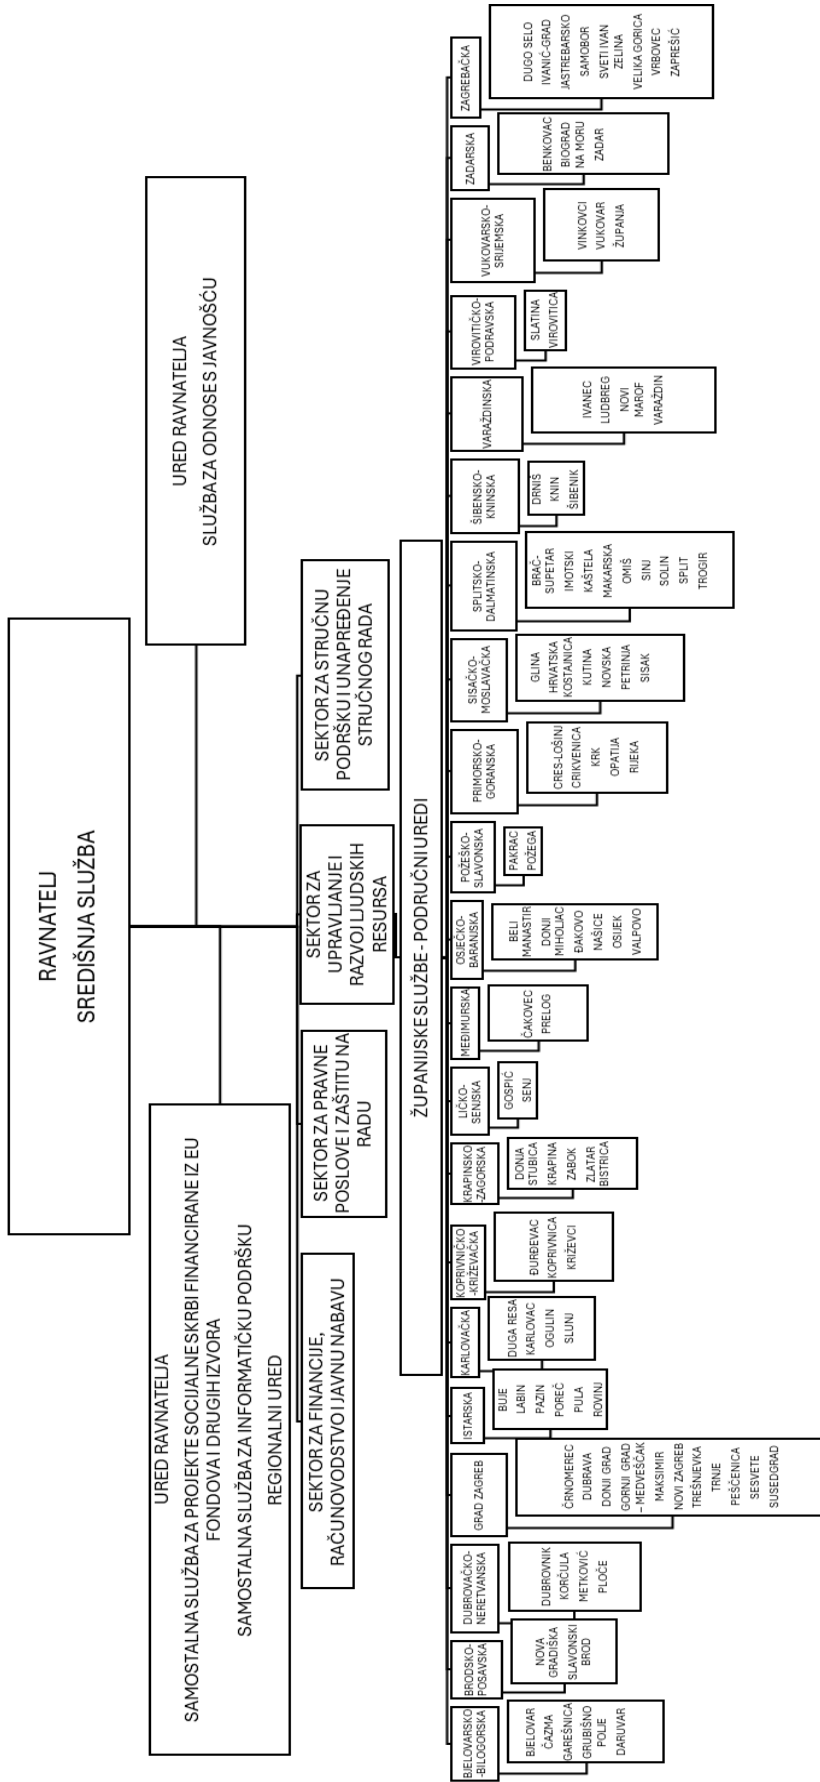 RAVNATELJ
SREDIŠNJA SLUŽBA
URED RAVNATELJA
SAMOSTALNA SLUŽBA ZA PROJEKTE SOCIJALNE SKRBI FINANCIRANE IZ EU
FONDOVA I DRUGIH IZVORA
SAMOSTALNA SLUŽBA ZA INFORMATIČKU PODRŠKU
REGIONALNI URED
URED RAVNATELJA
SLUŽBA ZA ODNOSE S JAVNOŠĆU
SEKTOR ZA FINANCIJE,
RAČUNOVODSTVO I JAVNU NABAVU
SEKTOR ZA PRAVNE
POSLOVE I ZAŠTITU NA
RADU
SEKTOR ZA
UPRAVLJANJE I
RAZVOJ LJUDSKIH
RESURSA
SEKTOR ZA STRUČNU
PODRŠKU I UNAPREĐENJE
STRUČNOG RADA
ŽUPANIJSKE SLUŽBE - PODRUČNI UREDI
BJELOVARSKO
-BILOGORSKA
BJELOVAR
ČAZMA
GAREŠNICA
GRUBIŠNO
POLJE
DARUVAR
BRODSKO-
POSAVSKA
NOVA
GRADIŠKA
SLAVONSKI
BROD
DUBROVAČKO-
NERETVANSKA
DUBROVNIK
KORČULA
METKOVIĆ
PLOČE
GRAD ZAGREB
ČRNOMEREC
DUBRAVA
DONJI GRAD
GORNJI GRAD
– MEDVEŠČAK
MAKSIMIR
NOVI ZAGREB
TREŠNJEVKA
TRNJE
PEŠČENICA
SESVETE
SUSEDGRAD
ISTARSKA
BUJE
LABIN
PAZIN
POREČ
PULA
ROVINJ
KARLOVAČKA
DUGA RESA
KARLOVAC
OGULIN
SLUNJ
KOPRIVNIČKO
-KRIŽEVAČKA
ĐURĐEVAC
KOPRIVNICA
KRIŽEVCI
KRAPINSKO
-ZAGORSKA
DONJA
STUBICA
KRAPINA
ZABOK
ZLATAR
BISTRICA
LIČKO-
SENJSKA
GOSPIĆ
SENJ
MEĐIMURSKA
ČAKOVEC
PRELOG
OSJEČKO-
BARANJSKA
BELI
MANASTIR
DONJI
MIHOLJAC
ĐAKOVO
NAŠICE
OSIJEK
VALPOVO
POŽEŠKO-
SLAVONSKA
PAKRAC
POŽEGA
PRIMORSKO-
GORANSKA
CRES-LOŠINJ
CRIKVENICA
KRK
OPATIJA
RIJEKA
SISAČKO-
MOSLAVAČKA
GLINA
HRVATSKA
KOSTAJNICA
KUTINA
NOVSKA
PETRINJA
SISAK
SPLITSKO-
DALMATINSKA
BRAČ-
SUPETAR
IMOTSKI
KAŠTELA
MAKARSKA
OMIŠ
SINJ
SOLIN
SPLIT
TROGIR
ŠIBENSKO-
KNINSKA
DRNIŠ
KNIN
ŠIBENIK
VARAŽDINSKA
IVANEC
LUDBREG
NOVI
MAROF
VARAŽDIN
VIROVITIČKO-
PODRAVSKA
SLATINA
VIROVITICA
VUKOVARSKO-
SRIJEMSKA
VINKOVCI
VUKOVAR
ŽUPANJA
ZADARSKA
BENKOVAC
BIOGRAD
NA MORU
ZADAR
ZAGREBAČKA
DUGO SELO
IVANIĆ-GRAD
JASTREBARSKO
SAMOBOR
SVETI IVAN
ZELINA
VELIKA GORICA
VRBOVEC
ZAPREŠIĆ